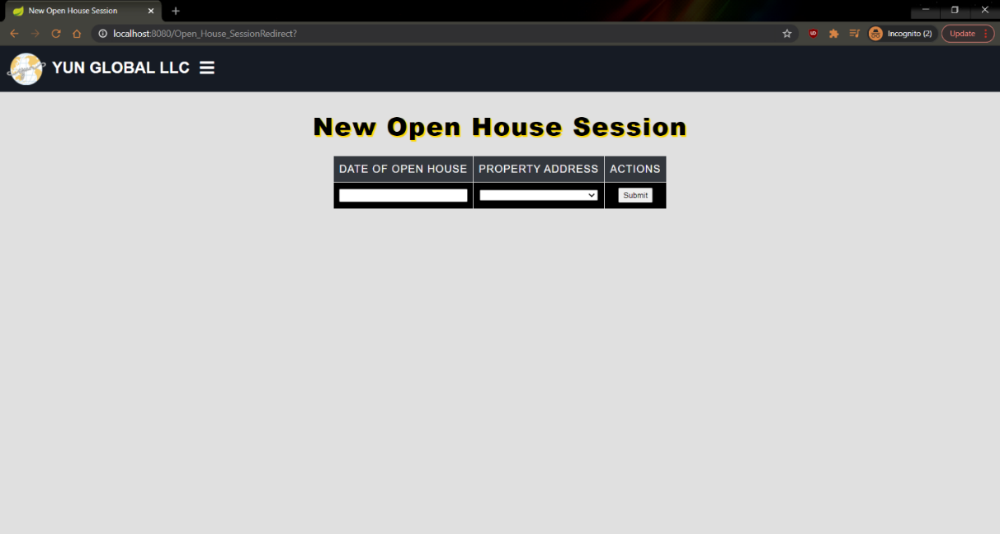 New Open House Session
localhost:8080/Open_House_SessionRedirect?
Incognito (2)
Update
YUN GLOBAL LLC
New Open House Session
DATE OF OPEN HOUSE PROPERTY ADDRESS ACTIONS
Submit